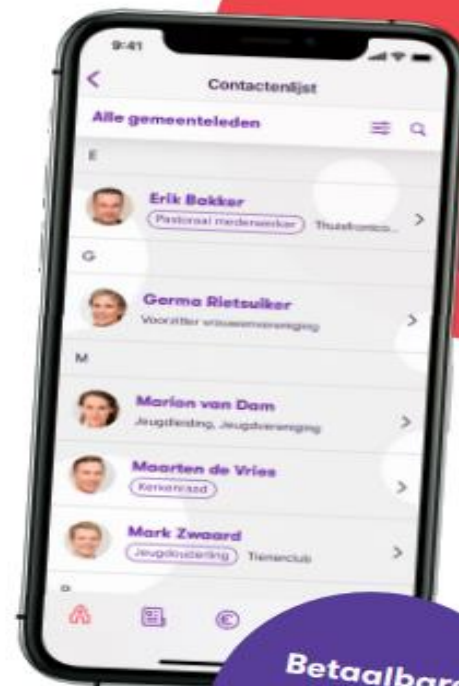 9:41
Contactenlijst
Alle gemeenteleden
E
Erik Bakker
Pastoraal medewerker Thuisfrontco...
G
Germa Rietsuiker
Voorzitter vrouwenvereniging
M
Marion van Dam
Jeugdleiding, Jeugdvereniging
Maarten de Vries
Kerkenraad
Mark Zwaard
Jeugdouderling Tienerclub
€